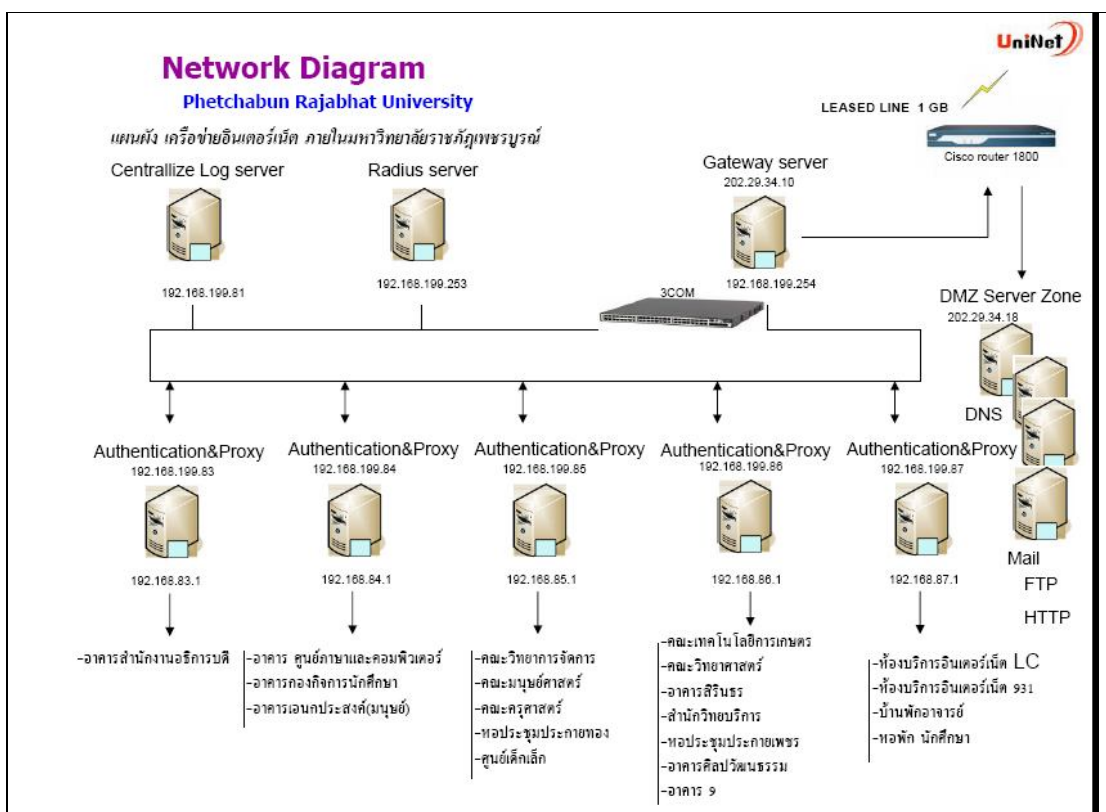 UniNet
Network Diagram
Phetchabun Rajabhat University
LEASED LINE 1 GB
แผนผัง เครือข่ายอินเตอร์เน็ต ภายในมหาวิทยาลัยราชภัฏเพชรบูรณ์
Cisco router 1800
Centrallize Log server
Radius server
Gateway server
202.29.34.10
192.168.199.81
192.168.199.253
192.168.199.254
3COM
DMZ Server Zone
202.29.34.18
DNS
Mail
FTP
HTTP
Authentication&Proxy
192.168.199.83
192.168.83.1
-อาคารสำนักงานอธิการบดี
Authentication&Proxy
192.168.199.84
192.168.84.1
-อาคาร ศูนย์ภาษาและคอมพิวเตอร์
-อาคารกองกิจการนักศึกษา
-อาคารเอนกประสงค์(มนุษย์)
Authentication&Proxy
192.168.199.85
192.168.85.1
-คณะวิทยาการจัดการ
-คณะมนุษย์ศาสตร์
-คณะครุศาสตร์
-หอประชุมประกายทอง
-ศูนย์เด็กเล็ก
Authentication&Proxy
192.168.199.86
192.168.86.1
-คณะเทคโนโลยีการเกษตร
-คณะวิทยาศาสตร์
-อาคารสิรินธร
-สำนักวิทยบริการ
-หอประชุมประกายเพชร
-อาคารศิลปวัฒนธรรม
-อาคาร 9
Authentication&Proxy
192.168.199.87
192.168.87.1
-ห้องบริการอินเตอร์เน็ต LC
-ห้องบริการอินเตอร์เน็ต 931
-บ้านพักอาจารย์
-หอพัก นักศึกษา